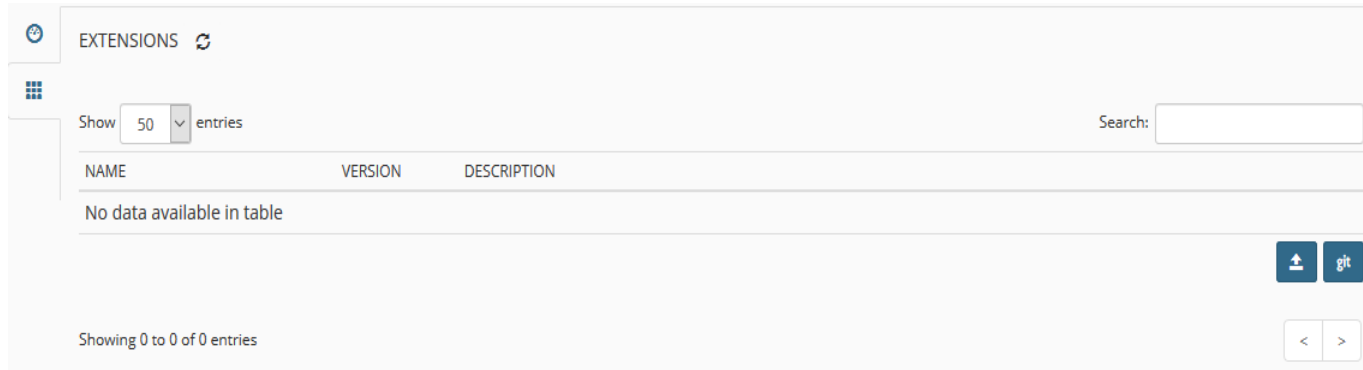 EXTENSIONS
Show 50 entries
Search:
NAME VERSION DESCRIPTION
No data available in table
git
Showing 0 to 0 of 0 entries
< >